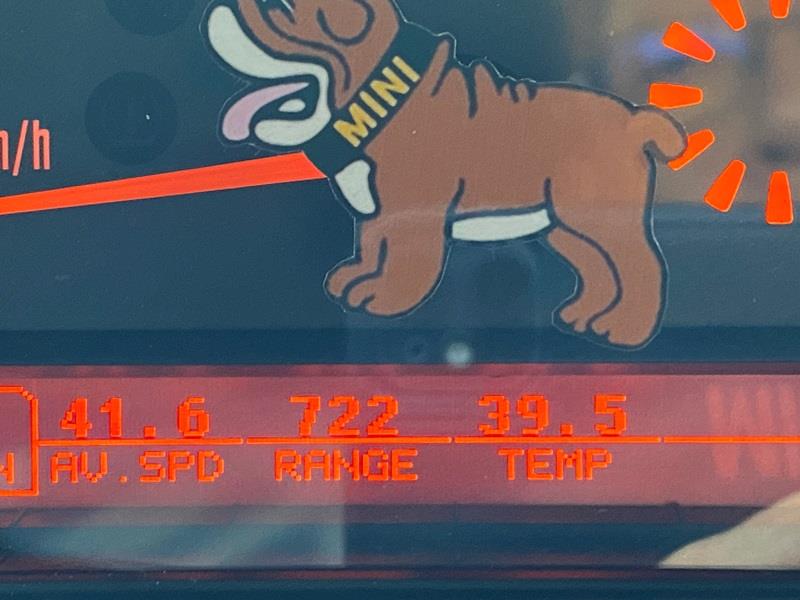 MINI
/h
41.6 722 39.5
AV.SPD RANGE TEMP